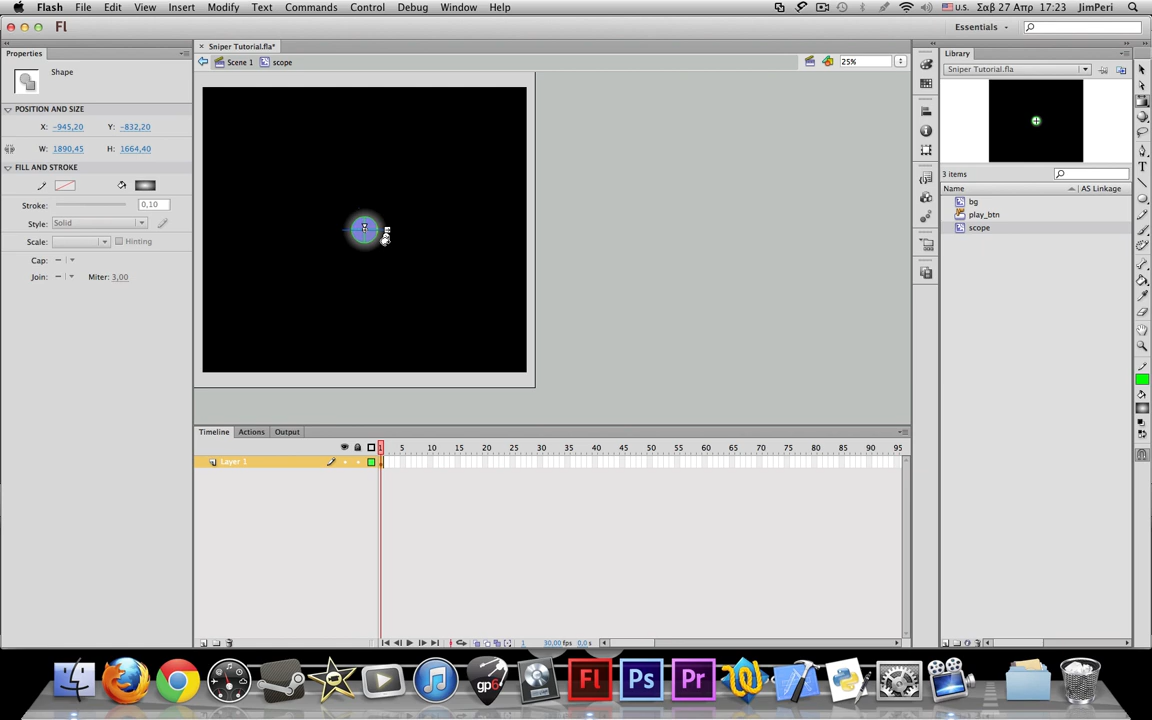 Flash File Edit View Insert Modify Text Commands Control Debug Window Help U.S. Σαβ 27 Απρ 17:23 JimPeri
Fl Essentials
Properties
Sniper Tutorial.fla*
Library
Scene 1 scope 25%
Sniper Tutorial.fla
Shape
POSITION AND SIZE
X: -945,20 Y: -832,20
W: 1890,45 H: 1664,40
FILL AND STROKE
Stroke: 0,10
Style: Solid
Scale: Hinting
Cap:
Join: Miter: 3,00
3 items
Name AS Linkage
bg
play_btn
scope
Timeline Actions Output
1 5 10 15 20 25 30 35 40 45 50 55 60 65 70 75 80 85 90 95
Layer 1
1 30,00 fps 0,0 s
gp6 Fl Ps Pr